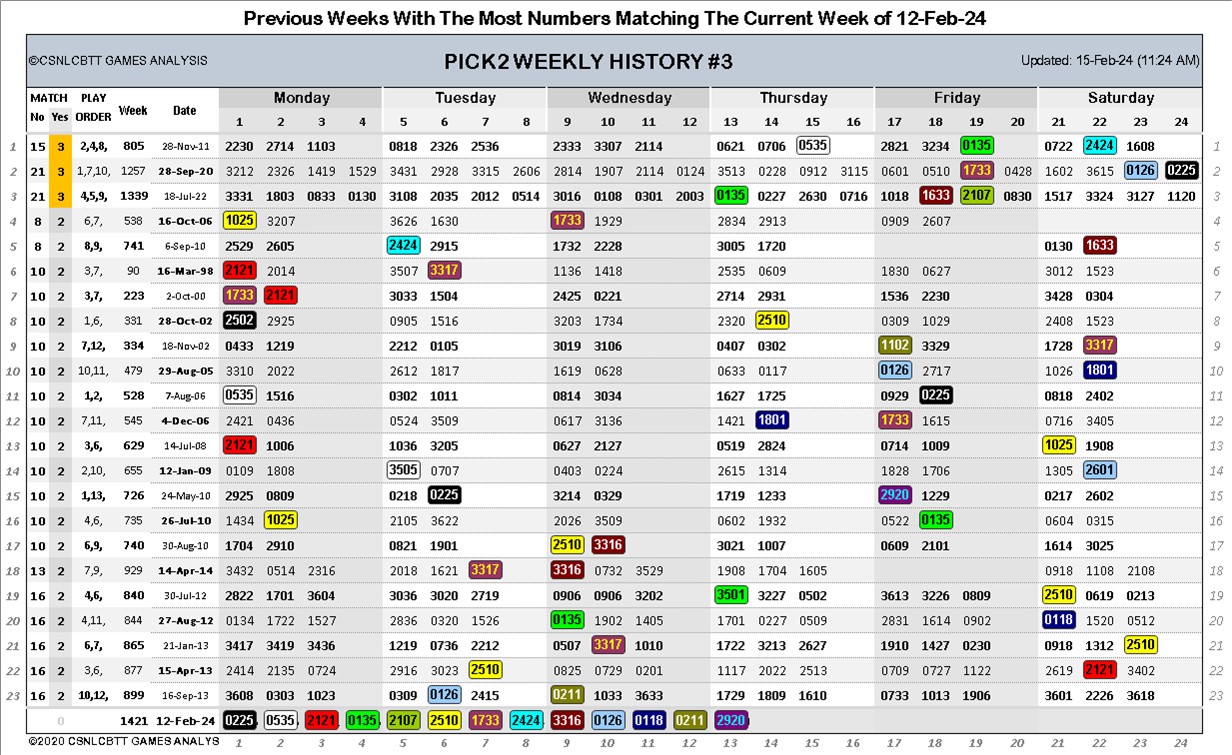 Previous Weeks With The Most Numbers Matching The Current Week of 12-Feb-24
©CSNLCBTT GAMES ANALYSIS PICK2 WEEKLY HISTORY #3 Updated: 15-Feb-24 (11:24 AM)
MATCH PLAY Week Date Monday Tuesday Wednesday Thursday Friday Saturday
No Yes ORDER 1 2 3 4 5 6 7 8 9 10 11 12 13 14 15 16 17 18 19 20 21 22 23 24
1 15 3 2,4,8, 805 28-Nov-11 2230 2714 1103 0818 2326 2536 2333 3307 2114 0621 0706 0535 2821 3234 0135 0722 2424 1608 1
2 21 3 1,7,10, 1257 28-Sep-20 3212 2326 1419 1529 3431 2928 3315 2606 2814 1907 2114 0124 3513 0228 0912 3115 0601 0510 1733 0428 1602 3615 0126 0225 2
3 21 3 4,5,9, 1339 18-Jul-22 3331 1803 0833 0130 3108 2035 2012 0514 3016 0108 0301 2003 0135 0227 2630 0716 1018 1633 2107 0830 1517 3324 3127 1120 3
4 8 2 6,7, 538 16-Oct-06 1025 3207 3626 1630 1733 1929 2834 2913 0409 2607 4
5 8 2 8,9, 741 6-Sep-10 2529 2605 2424 2915 1732 2228 3005 1720 0130 1633 5
6 10 2 3,7, 90 16-Mar-98 2121 2014 3507 3317 1136 1418 2535 0609 1830 0627 3012 1523 6
7 10 2 3,7, 223 2-Oct-00 1733 2121 3033 1504 2425 0221 2714 2931 1536 2230 3428 0304 7
8 10 2 1,6, 331 28-Oct-02 2502 2925 0905 1516 3203 1734 2320 2510 0309 1029 2408 1523 8
9 10 2 7,12, 334 18-Nov-02 0433 1219 2212 0105 3019 3106 0407 0302 1102 3329 1728 3317 9
10 10 2 10,11, 479 29-Aug-05 3310 2022 2612 1817 1619 0628 0633 0117 0126 2717 1026 1801 10
11 10 2 1,2, 528 7-Aug-06 0535 1516 0302 1011 0814 3034 1627 1725 0929 0225 0818 2402 11
12 10 2 7,11, 545 4-Dec-06 2421 0436 0524 3509 0617 3136 1421 1801 1733 1615 0716 3405 12
13 10 2 3,6, 629 14-Jul-08 2121 1006 1036 3205 0627 2127 0519 2824 0714 1009 1025 1908 13
14 10 2 2,10, 655 12-Jan-09 0109 1808 3505 0707 0403 0224 2615 1314 1828 1706 1305 2601 14
15 10 2 1,13, 726 24-May-10 2925 0809 0218 0225 3214 0329 1719 1233 2920 1229 0217 2602 15
16 10 2 4,6, 735 26-Jul-10 1434 1025 2105 3622 2026 3509 0602 1932 0522 0135 0604 0315 16
17 10 2 6,9, 740 30-Aug-10 1704 2910 0821 1901 2510 3316 3021 1007 0609 2101 1614 3025 17
18 13 2 7,9, 929 14-Apr-14 3432 0514 2316 2018 1621 3317 3316 0732 3529 1908 1704 1605 0918 1108 2108 18
19 16 2 4,6, 840 30-Jul-12 2822 1701 3604 3036 3020 2719 0906 0906 3202 3501 3227 0502 3613 3226 0809 2510 0619 0213 19
20 16 2 4,11, 844 27-Aug-12 0134 1722 1527 2836 0320 1526 0135 1902 1405 1701 0227 0509 2831 1614 0902 0118 1520 0512 20
21 16 2 6,7, 865 21-Jan-13 3417 3419 3436 1219 0736 2212 0507 3317 1010 1722 3213 2627 1910 1427 0230 0918 1312 2510 21
22 16 2 3,6, 877 15-Apr-13 2414 2135 0724 2916 3023 2510 0825 0729 0201 1117 2022 2513 0709 0727 1122 2619 2121 3402 22
23 16 2 10,12, 899 16-Sep-13 3608 0303 1023 0309 0126 2415 0211 1033 3633 1729 1809 1610 0733 1013 1906 3601 2226 3618 23
0 1421 12-Feb-24 0225, 0535, 2121, 0135, 2107 2510 1733 2424, 3316 0126 0118 0211 2920
©2020 CSNLCBTT GAMES ANALYS 1 2 3 4 5 6 7 8 9 10 11 12 13 14 15 16 17 18 19 20 21 22 23 24